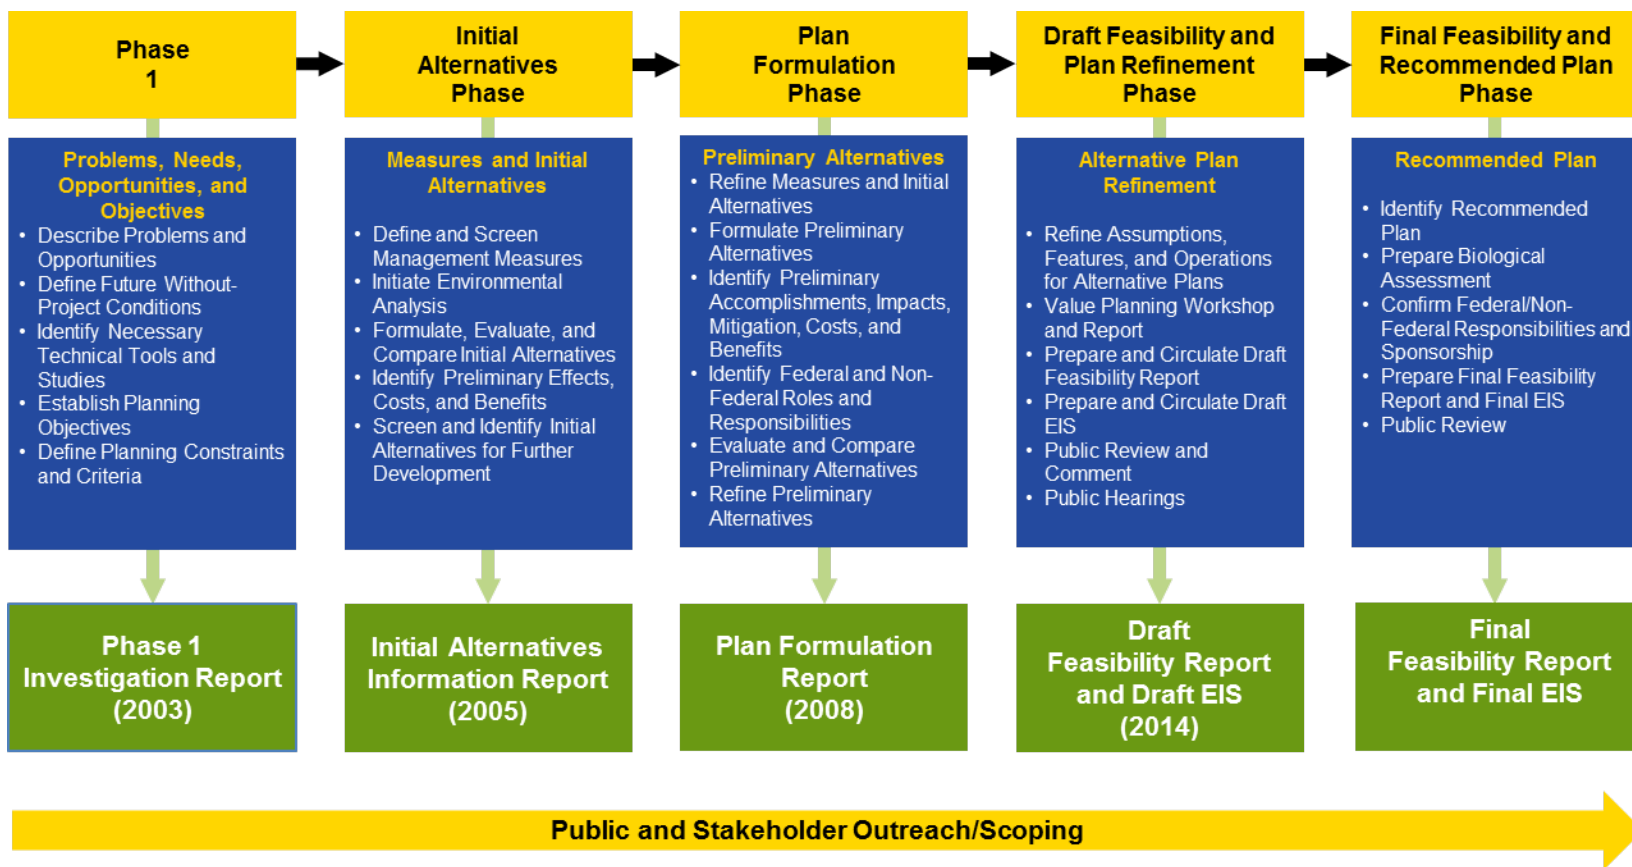 Phase
1
Initial
Alternatives
Phase
Plan
Formulation
Phase
Draft Feasibility and
Plan Refinement
Phase
Final Feasibility and
Recommended Plan
Phase
Problems, Needs,
Opportunities, and
Objectives
• Describe Problems and
Opportunities
• Define Future Without-
Project Conditions
• Identify Necessary
Technical Tools and
Studies
• Establish Planning
Objectives
• Define Planning Constraints
and Criteria
Measures and Initial
Alternatives
• Define and Screen
Management Measures
• Initiate Environmental
Analysis
• Formulate, Evaluate, and
Compare Initial Alternatives
• Identify Preliminary Effects,
Costs, and Benefits
• Screen and Identify Initial
Alternatives for Further
Development
Preliminary Alternatives
• Refine Measures and Initial
Alternatives
• Formulate Preliminary
Alternatives
• Identify Preliminary
Accomplishments, Impacts,
Mitigation, Costs, and
Benefits
• Identify Federal and Non-
Federal Roles and
Responsibilities
• Evaluate and Compare
Preliminary Alternatives
• Refine Preliminary
Alternatives
Alternative Plan
Refinement
• Refine Assumptions,
Features, and Operations
for Alternative Plans
• Value Planning Workshop
and Report
• Prepare and Circulate Draft
Feasibility Report
• Prepare and Circulate Draft
EIS
• Public Review and
Comment
• Public Hearings
Recommended Plan
• Identify Recommended
Plan
• Prepare Biological
Assessment
• Confirm Federal/Non-
Federal Responsibilities and
Sponsorship
• Prepare Final Feasibility
Report and Final EIS
• Public Review
Phase 1
Investigation Report
(2003)
Initial Alternatives
Information Report
(2005)
Plan Formulation
Report
(2008)
Draft
Feasibility Report
and Draft EIS
(2014)
Final
Feasibility Report
and Final EIS
Public and Stakeholder Outreach/Scoping